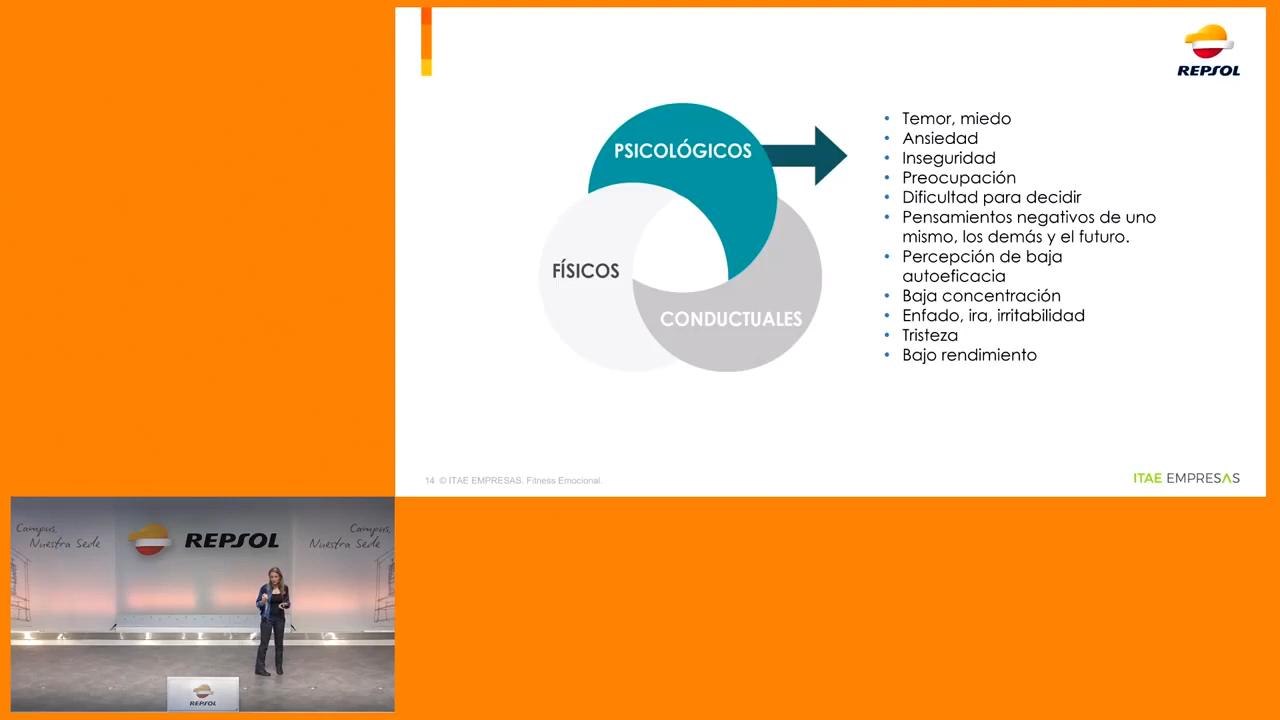 REPSOL
PSICOLÓGICOS
FÍSICOS
CONDUCTUALES
• Temor, miedo
• Ansiedad
• Inseguridad
• Preocupación
• Dificultad para decidir
• Pensamientos negativos de uno
mismo, los demás y el futuro.
• Percepción de baja
autoeficacia
• Baja concentración
• Enfado, ira, irritabilidad
• Tristeza
• Bajo rendimiento
14 © ITAE EMPRESAS. Fitness Emocional.
ITAE EMPRESAS
Campus,
Nuestra Sede
REPSOL
Campus,
Nuestra Sede
REPSOL